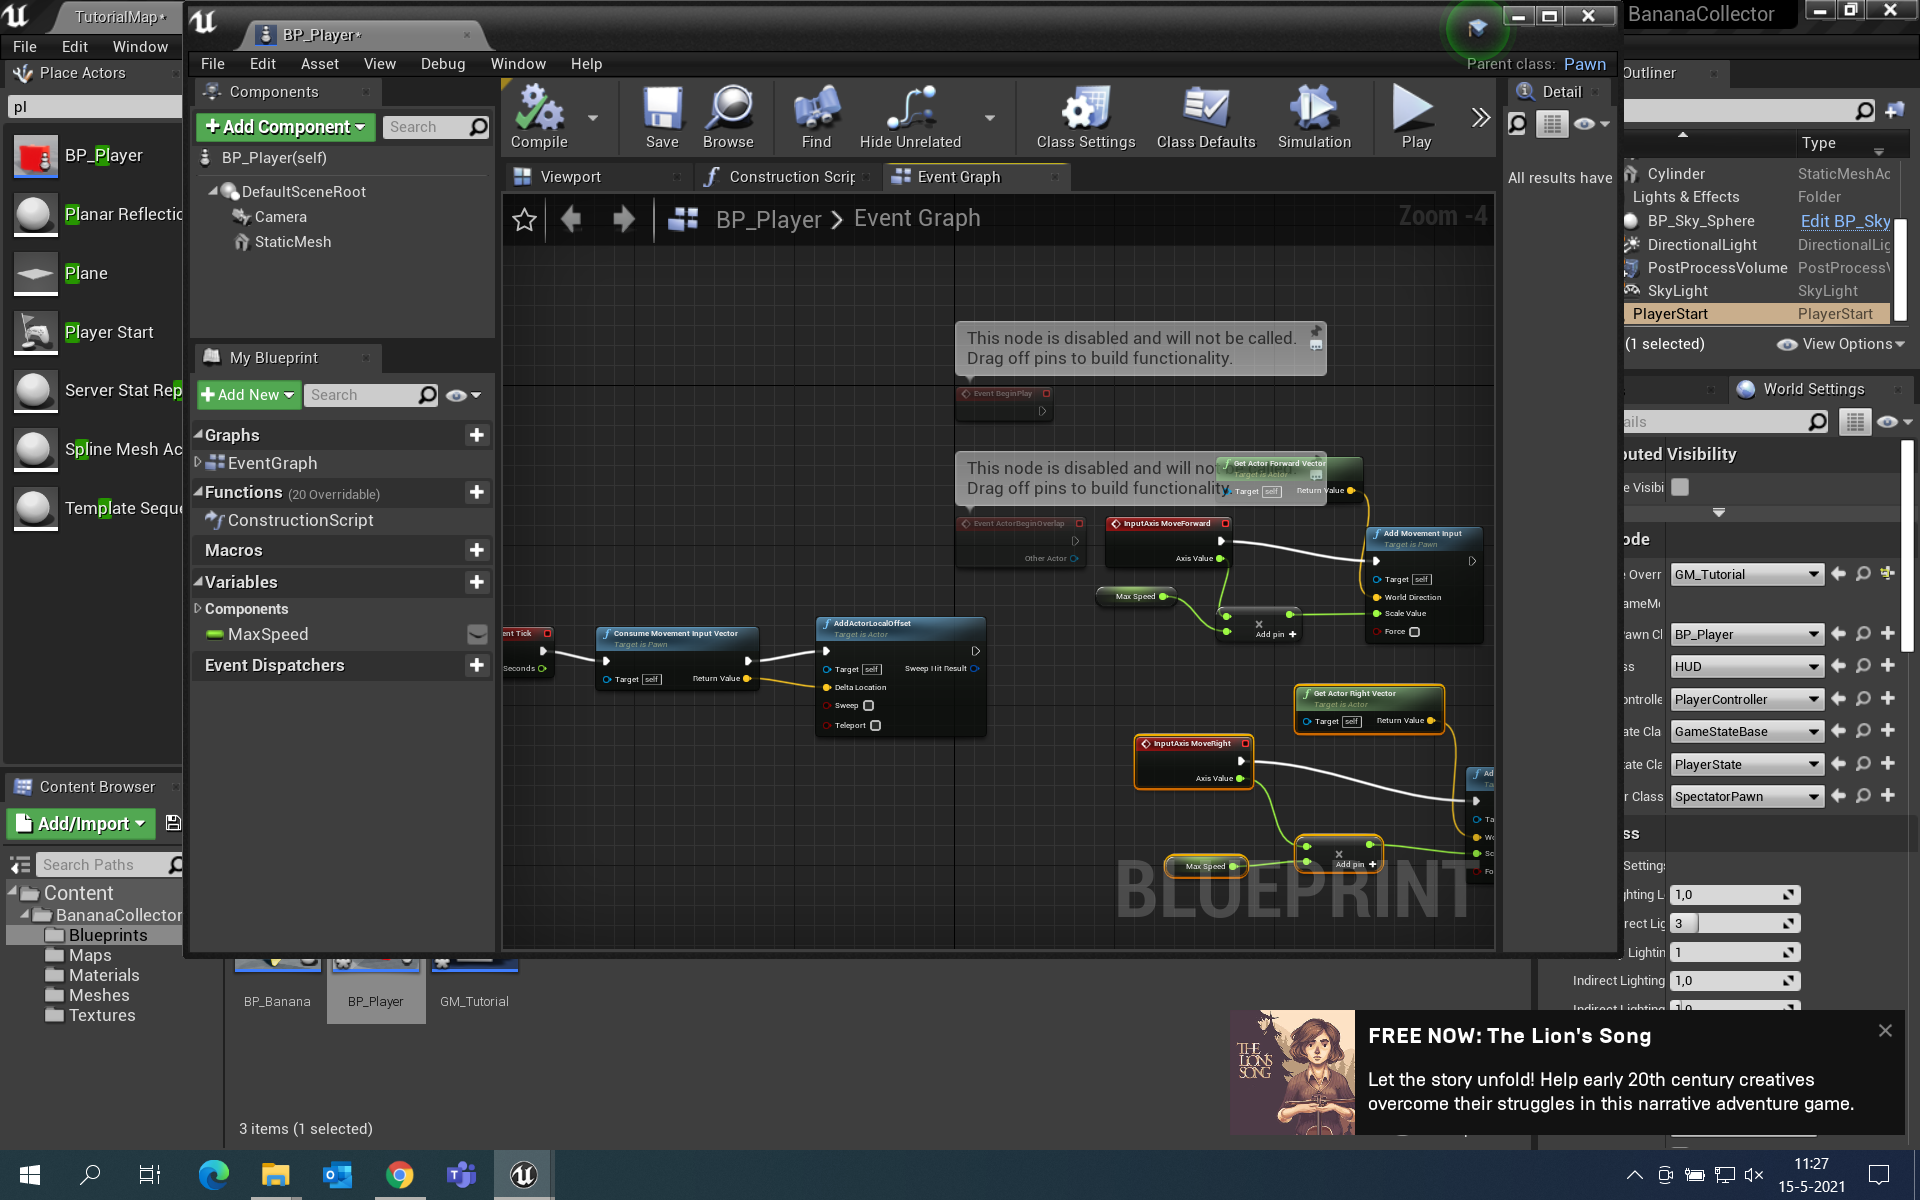 TutorialMap*
File Edit Window
Place Actors
pl
BP_Player
Planar Reflectio
Plane
Player Start
Server Stat Rep
Spline Mesh Ac
Template Seque
Content Browser
Add/Import
Search Paths
Content
BananaCollector
Blueprints
Maps
Materials
Meshes
Textures
BP_Banana
BP_Player
GM_Tutorial
3 items (1 selected)
BP_Player*
File Edit Asset View Debug Window Help
Parent class: Pawn
Components
Add Component
Search
BP_Player(self)
DefaultSceneRoot
Camera
StaticMesh
My Blueprint
Add New
Search
Graphs
EventGraph
Functions (20 Overridable)
ConstructionScript
Macros
Variables
Components
MaxSpeed
Event Dispatchers
Compile
Save
Browse
Find
Hide Unrelated
Class Settings
Class Defaults
Simulation
Play
Viewport
Construction Scrip
Event Graph
BP_Player > Event Graph
Zoom -4
This node is disabled and will not be called.
Drag off pins to build functionality.
Event BeginPlay
This node is disabled and will no
Drag off pins to build functionality.
Event ActorBeginOverlap
Other Actor
Get Actor Forward Vector
Target is Actor
Target self
Return Value
InputAxis MoveForward
Axis Value
Max Speed
Add pin
Add Movement Input
Target is Pawn
Target self
World Direction
Scale Value
Force
ent Tick
Seconds
Consume Movement Input Vector
Target is Pawn
Target self
Return Value
AddActorLocalOffset
Target is Actor
Target self
Sweep Hit Result
Delta Location
Sweep
Teleport
Get Actor Right Vector
Target is Actor
Target self
Return Value
InputAxis MoveRight
Axis Value
Max Speed
Add pin
Ad
Ta
Ta
Wo
Sc
Fo
BLUEPRINT
Detail
All results have
BananaCollector
Outliner
Type
Cylinder StaticMeshAc
Lights & Effects Folder
BP_Sky_Sphere Edit BP_Sky
DirectionalLight DirectionalLig
PostProcessVolume PostProcessV
SkyLight SkyLight
PlayerStart PlayerStart
(1 selected)
View Options
World Settings
ails
outed Visibility
e Visibi
ode
e Overr GM_Tutorial
ameMo
awn Cl BP_Player
ss HUD
ontrolle PlayerController
ate Cla GameStateBase
tate Cla PlayerState
r Class SpectatorPawn
ss
Settings
ghting L 1,0
rect Lig 3
Lightin 1
Indirect Lighting 1,0
Indirect Lighting 1,0
THE LION'S SONG
FREE NOW: The Lion's Song
Let the story unfold! Help early 20th century creatives
overcome their struggles in this narrative adventure game.
11:27
15-5-2021